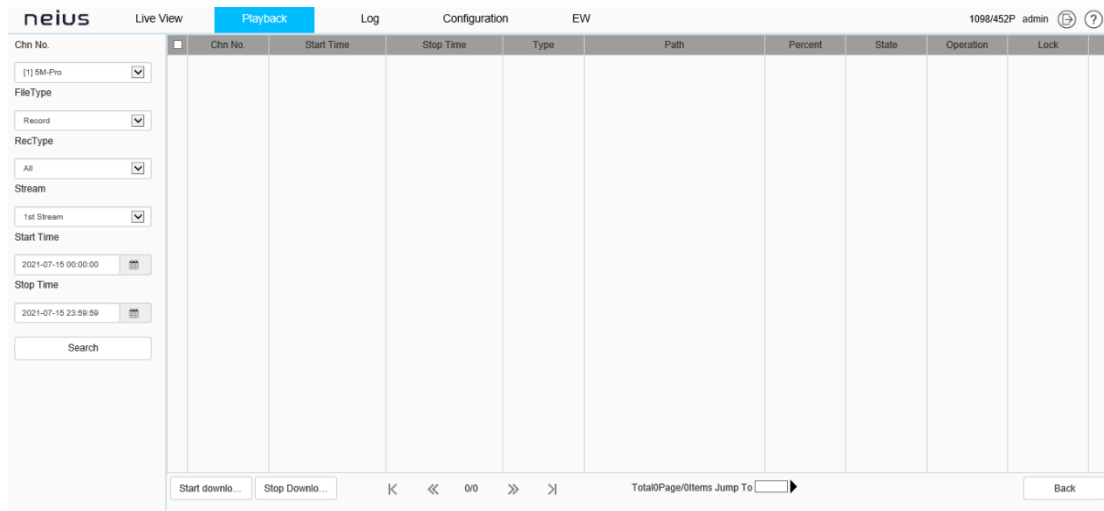 neius Live View Playback Log Configuration EW 1098/452P admin ?
Chn No.
[1] 5M-Pro
FileType
Record
RecType
All
Stream
1st Stream
Start Time
2021-07-15 00:00:00
Stop Time
2021-07-15 23:59:59
Search
Chn No. Start Time Stop Time Type Path Percent State Operation Lock
Start downlo... Stop Downlo... 0/0 Total0Page/0Items Jump To Back